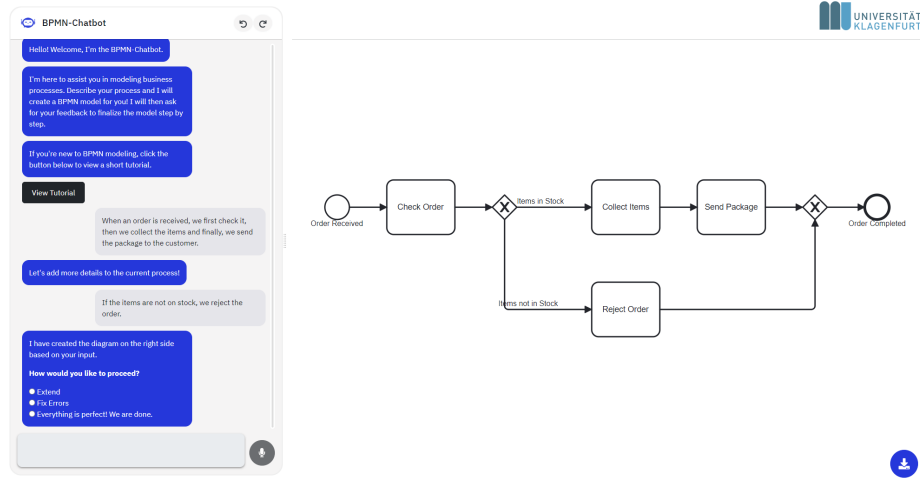 BPMN-Chatbot
Hello! Welcome, I'm the BPMN-Chatbot.
I'm here to assist you in modeling business
processes. Describe your process and I will
create a BPMN model for you! I will then ask
for your feedback to finalize the model step by
step.
If you're new to BPMN modeling, click the
button below to view a short tutorial.
View Tutorial
When an order is received, we first check it,
then we collect the items and finally, we send
the package to the customer.
Let's add more details to the current process!
If the items are not on stock, we reject the
order.
I have created the diagram on the right side
based on your input.
How would you like to proceed?
Extend
Fix Errors
Everything is perfect! We are done.
UNIVERSITÄT
KLAGENFURT
Order Received
Check Order
Items in Stock
Collect Items
Send Package
Order Completed
Items not in Stock
Reject Order